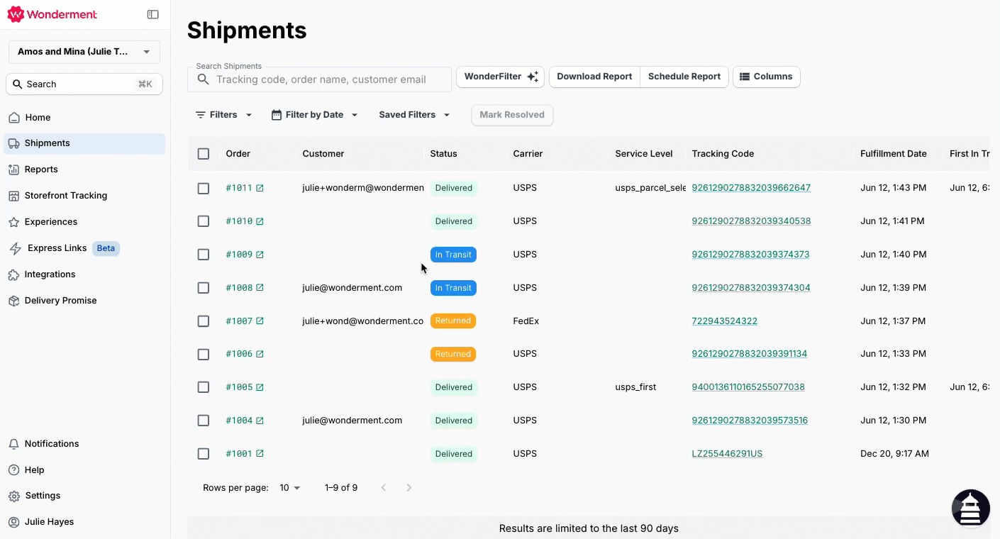 Wonderment
Amos and Mina (Julie T...
Search ⌘K
Home
Shipments
Reports
Storefront Tracking
Experiences
Express Links Beta
Integrations
Delivery Promise
Notifications
Help
Settings
Julie Hayes
Shipments
Search Shipments
Tracking code, order name, customer email
WonderFilter Download Report Schedule Report Columns
Filters Filter by Date Saved Filters Mark Resolved
Order Customer Status Carrier Service Level Tracking Code Fulfillment Date First In Tr
#1011 julie+wonderm@wondermen Delivered USPS usps_parcel_sele 9261290278832039662647 Jun 12, 1:43 PM Jun 12, 6:
#1010 Delivered USPS 9261290278832039340538 Jun 12, 1:41 PM
#1009 In Transit USPS 9261290278832039374373 Jun 12, 1:40 PM
#1008 julie@wonderment.com In Transit USPS 9261290278832039374304 Jun 12, 1:39 PM
#1007 julie+wond@wonderment.co Returned FedEx 722943524322 Jun 12, 1:37 PM
#1006 Returned USPS 9261290278832039391134 Jun 12, 1:33 PM
#1005 Delivered USPS usps_first 9400136110165255077038 Jun 12, 1:32 PM Jun 12, 6:
#1004 julie@wonderment.com Delivered USPS 9261290278832039573516 Jun 12, 1:30 PM
#1001 Delivered USPS LZ255446291US Dec 20, 9:17 AM
Rows per page: 10 1–9 of 9
Results are limited to the last 90 days